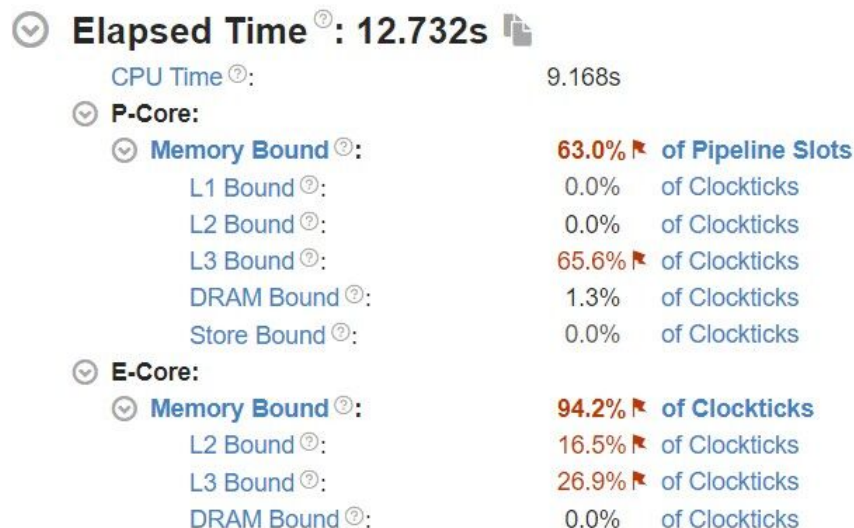 Elapsed Time ?: 12.732s
CPU Time ?: 9.168s
P-Core:
Memory Bound ?: 63.0% of Pipeline Slots
L1 Bound ?: 0.0% of Clockticks
L2 Bound ?: 0.0% of Clockticks
L3 Bound ?: 65.6% of Clockticks
DRAM Bound ?: 1.3% of Clockticks
Store Bound ?: 0.0% of Clockticks
E-Core:
Memory Bound ?: 94.2% of Clockticks
L2 Bound ?: 16.5% of Clockticks
L3 Bound ?: 26.9% of Clockticks
DRAM Bound ?: 0.0% of Clockticks